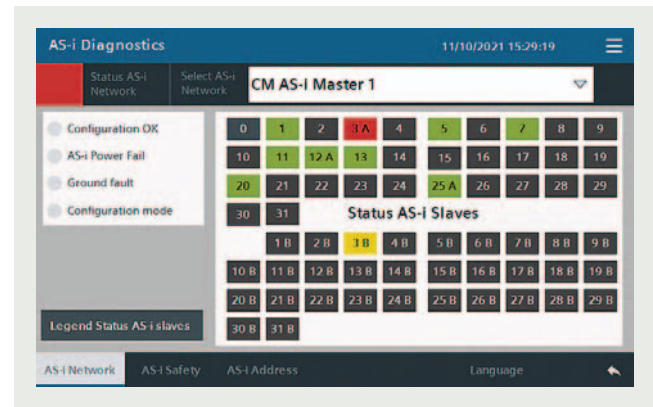 AS-i Diagnostics 11/10/2021 15:29:19
Status AS-i Network
Select AS-i Network
CM AS-I Master 1
Configuration OK
AS-i Power Fail
Ground fault
Configuration mode
0 1 2 3 A 4 5 6 7 8 9
10 11 12 A 13 14 15 16 17 18 19
20 21 22 23 24 25 A 26 27 28 29
30 31 Status AS-i Slaves
1 B 2 B 3 B 4 B 5 B 6 B 7 B 8 B 9 B
10 B 11 B 12 B 13 B 14 B 15 B 16 B 17 B 18 B 19 B
20 B 21 B 22 B 23 B 24 B 25 B 26 B 27 B 28 B 29 B
30 B 31 B
Legend Status AS-i slaves
AS-i Network AS-i Safety AS-i Address Language